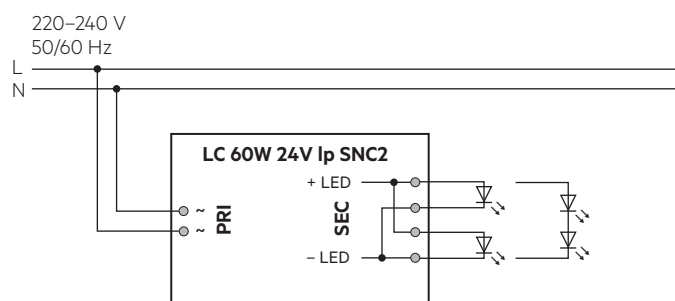 220–240 V
50/60 Hz
L
N
LC 60W 24V lp SNC2
+ LED
~
~
PRI
SEC
– LED